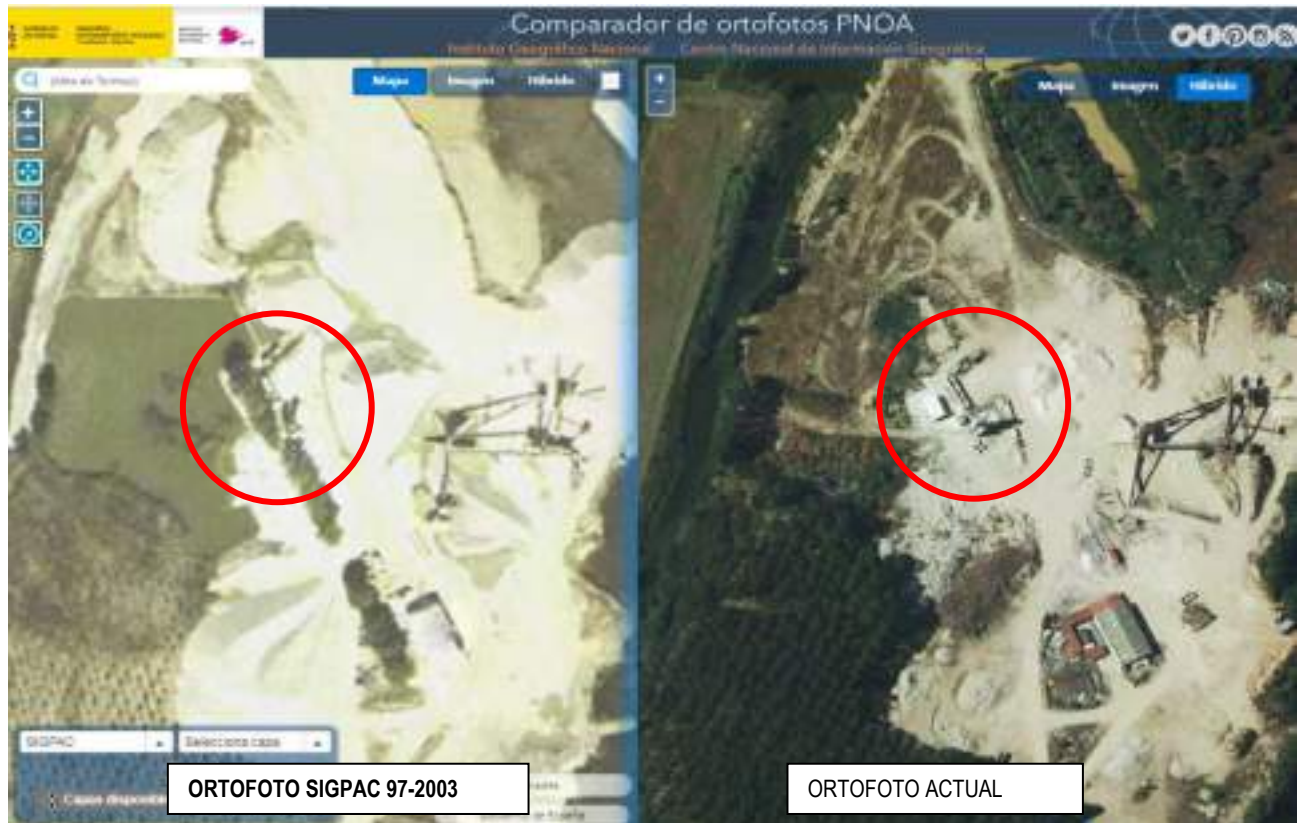 Comparador de ortofotos PNOA
Instituto Geográfico Nacional Centro Nacional de Información Geográfica
Mapa Imagen Híbrido
Mapa Imagen Híbrido
SIGPAC
Selecciona capa
ORTOFOTO SIGPAC 97-2003
ORTOFOTO ACTUAL